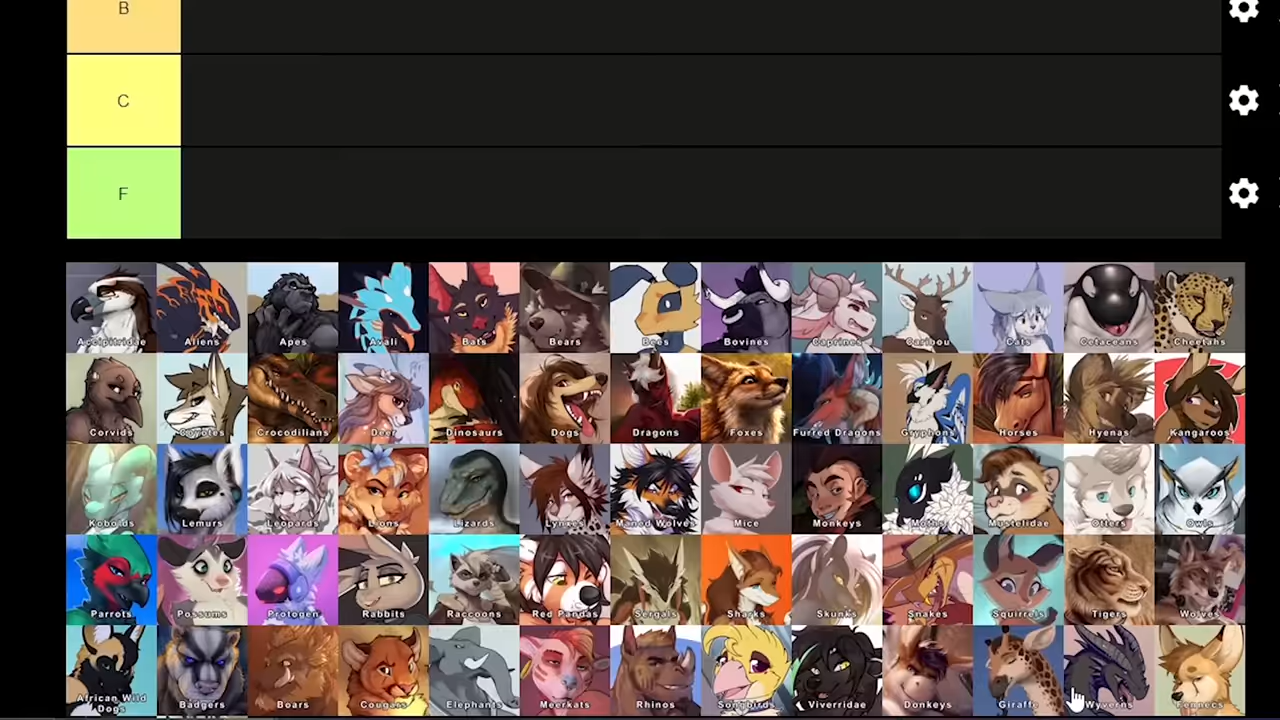 B
C
F
Accipitridae Aliens Apes Avali Bats Bears Bees Bovines Caprines Caribou Cats Cetaceans Cheetahs
Corvids Coyotes Crocodilians Deer Dinosaurs Dogs Dragons Foxes Furred Dragons Gryphons Horses Hyenas Kangaroos
Kobolds Lemurs Leopards Lions Lizards Lynxes Maned Wolves Mice Monkeys Moths Mustelidae Otters Owls
Parrots Possums Protogen Rabbits Raccoons Red Pandas Sergals Sharks Skunks Snakes Squirrels Tigers Wolves
African Wild
Dogs Badgers Boars Cougars Elephants Meerkats Rhinos Songbirds Viverridae Donkeys Giraffe Wyverns Fennecs